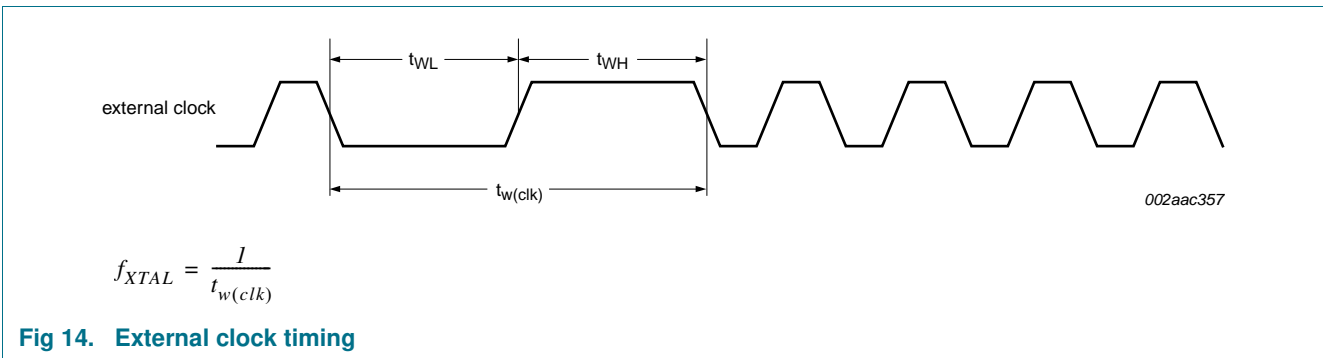 t_WL
t_WH
external clock
t_w(clk)
002aac357
f_XTAL = 1 / t_w(clk)
Fig 14. External clock timing